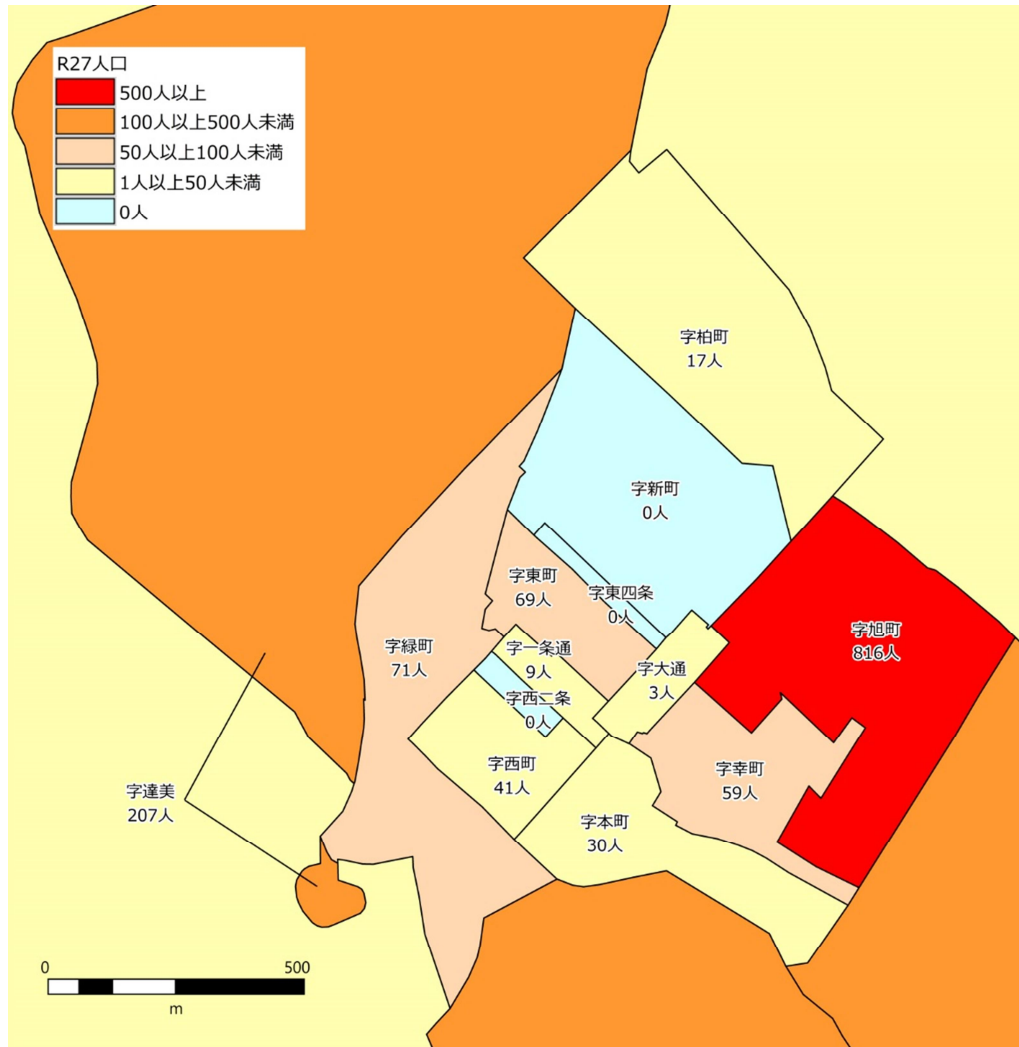 R27人口
500人以上
100人以上500人未満
50人以上100人未満
1人以上50人未満
0人
字柏町
17人
字新町
0人
字東町
69人
字東四条
0人
字旭町
816人
字緑町
71人
字一条通
9人
字大通
3人
字西二条
0人
字西町
41人
字幸町
59人
字達美
207人
字本町
30人
0 500
m